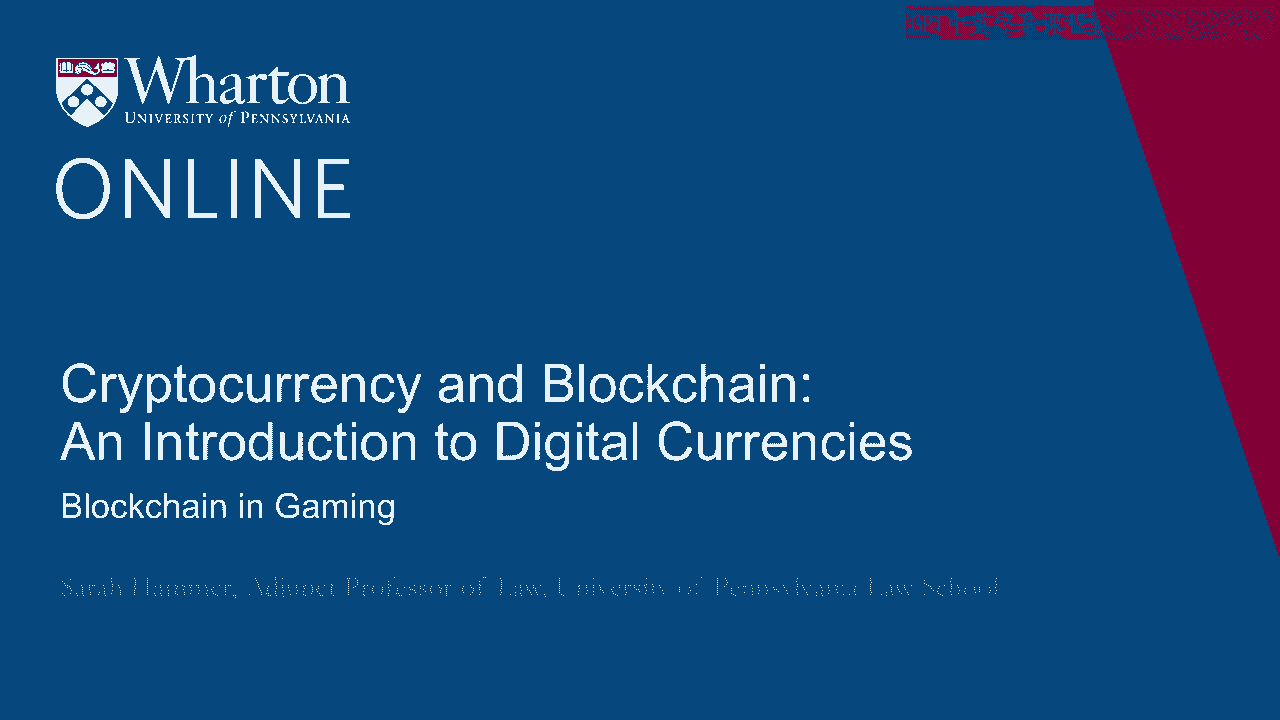 Wharton
UNIVERSITY of PENNSYLVANIA
ONLINE
Cryptocurrency and Blockchain:
An Introduction to Digital Currencies
Blockchain in Gaming
Sarah Hammer, Adjunct Professor of Law, University of Pennsylvania Law School